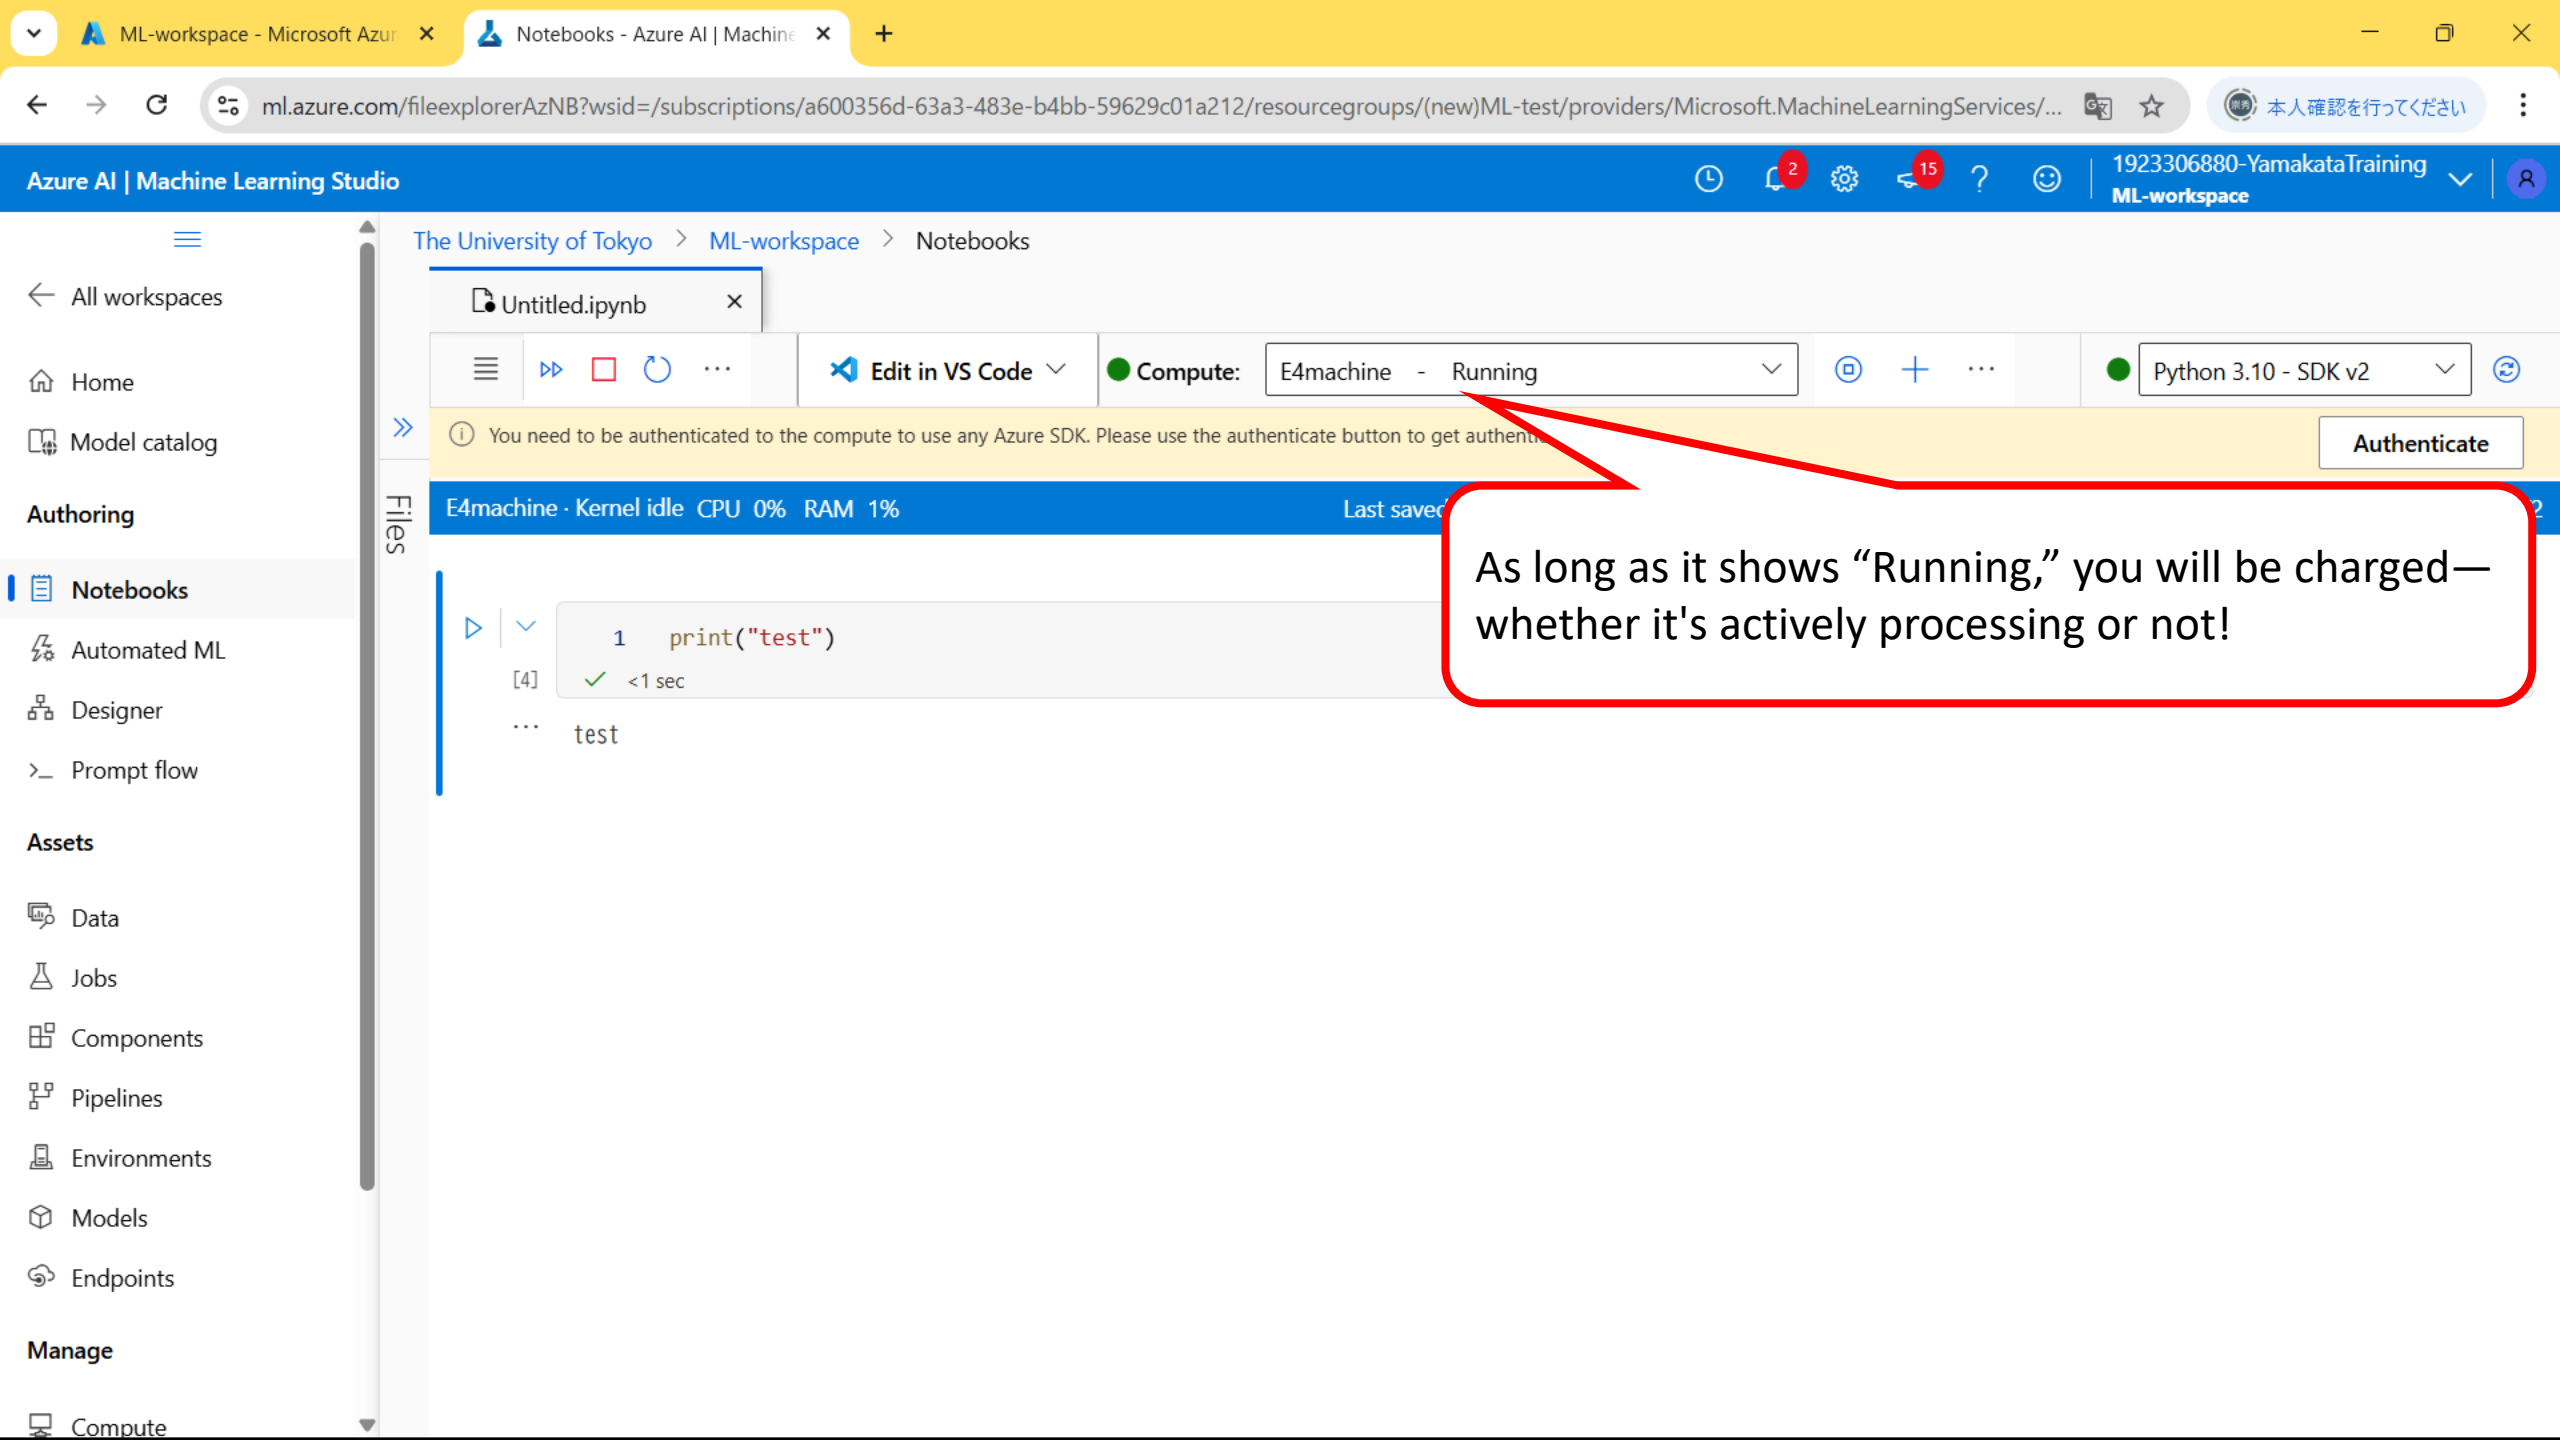 ML-workspace - Microsoft Azur
Notebooks - Azure AI | Machine
ml.azure.com/fileexplorerAzNB?wsid=/subscriptions/a600356d-63a3-483e-b4bb-59629c01a212/resourcegroups/(new)ML-test/providers/Microsoft.MachineLearningServices/...
本人確認を行ってください
Azure AI | Machine Learning Studio
2
15
1923306880-YamakataTraining
ML-workspace
All workspaces
Home
Model catalog
Authoring
Notebooks
Automated ML
Designer
Prompt flow
Assets
Data
Jobs
Components
Pipelines
Environments
Models
Endpoints
Manage
Compute
The University of Tokyo > ML-workspace > Notebooks
Untitled.ipynb
Edit in VS Code
Compute:
E4machine - Running
Python 3.10 - SDK v2
You need to be authenticated to the compute to use any Azure SDK. Please use the authenticate button to get
Authenticate
Files
E4machine · Kernel idle CPU 0% RAM 1%
Last saved
2
As long as it shows “Running,” you will be charged—
whether it's actively processing or not!
1 print("test")
[4] <1 sec
test